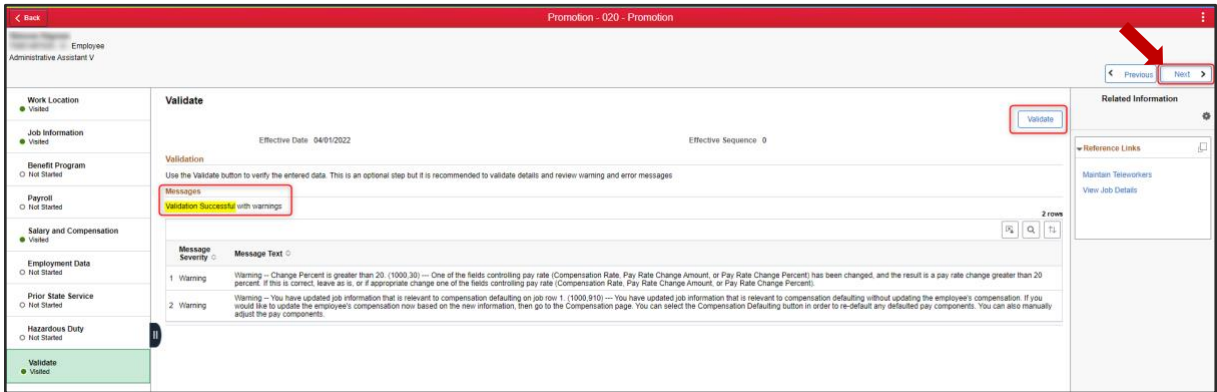 Back
Promotion - 020 - Promotion
Employee
Administrative Assistant V
Previous
Next
Work Location
Visited
Job Information
Visited
Benefit Program
Not Started
Payroll
Not Started
Salary and Compensation
Visited
Employment Data
Not Started
Prior State Service
Not Started
Hazardous Duty
Not Started
Validate
Visited
Validate
Validate
Effective Date 04/01/2022
Effective Sequence 0
Validation
Use the Validate button to verify the entered data. This is an optional step but it is recommended to validate details and review warning and error messages
Messages
Validation Successful with warnings
2 rows
Message Severity
Message Text
1 Warning
Warning -- Change Percent is greater than 20. (1000,30) --- One of the fields controlling pay rate (Compensation Rate, Pay Rate Change Amount, or Pay Rate Change Percent) has been changed, and the result is a pay rate change greater than 20
percent. If this is correct, leave as is, or if appropriate change one of the fields controlling pay rate (Compensation Rate, Pay Rate Change Amount, or Pay Rate Change Percent).
2 Warning
Warning -- You have updated job information that is relevant to compensation defaulting on job row 1. (1000,910) --- You have updated job information that is relevant to compensation defaulting without updating the employee's compensation. If you
would like to update the employee's compensation now based on the new information, then go to the Compensation page. You can select the Compensation Defaulting button in order to re-default any defaulted pay components. You can also manually
adjust the pay components.
Related Information
Reference Links
Maintain Teleworkers
View Job Details